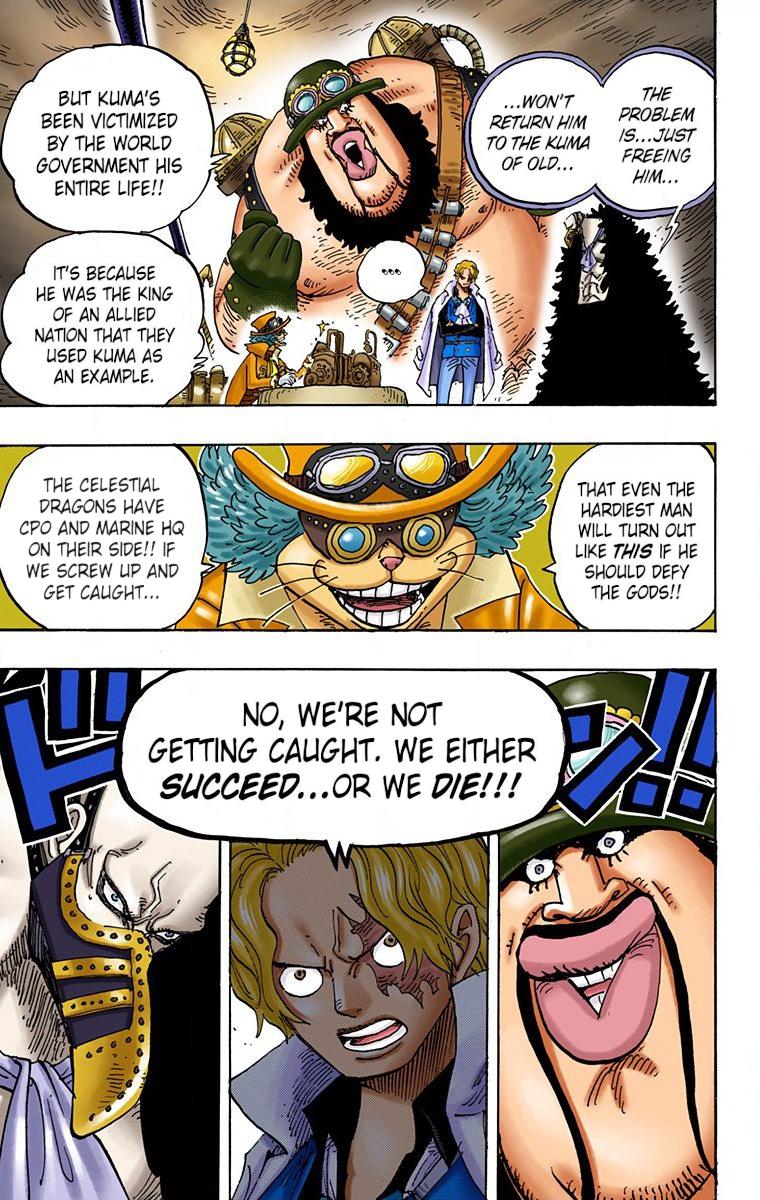 THE
PROBLEM
IS...JUST
FREEING
HIM...
...WON'T
RETURN HIM
TO THE KUMA
OF OLD...
BUT KUMA'S
BEEN VICTIMIZED
BY THE WORLD
GOVERNMENT HIS
ENTIRE LIFE!!
...
IT'S BECAUSE
HE WAS THE KING
OF AN ALLIED
NATION THAT THEY
USED KUMA AS
AN EXAMPLE.
THAT EVEN THE
HARDIEST MAN
WILL TURN OUT
LIKE THIS IF HE
SHOULD DEFY
THE GODS!!
THE CELESTIAL
DRAGONS HAVE
CP0 AND MARINE HQ
ON THEIR SIDE!! IF
WE SCREW UP AND
GET CAUGHT...
NO, WE'RE NOT
GETTING CAUGHT. WE EITHER
SUCCEED...OR WE DIE!!!
ドン!!